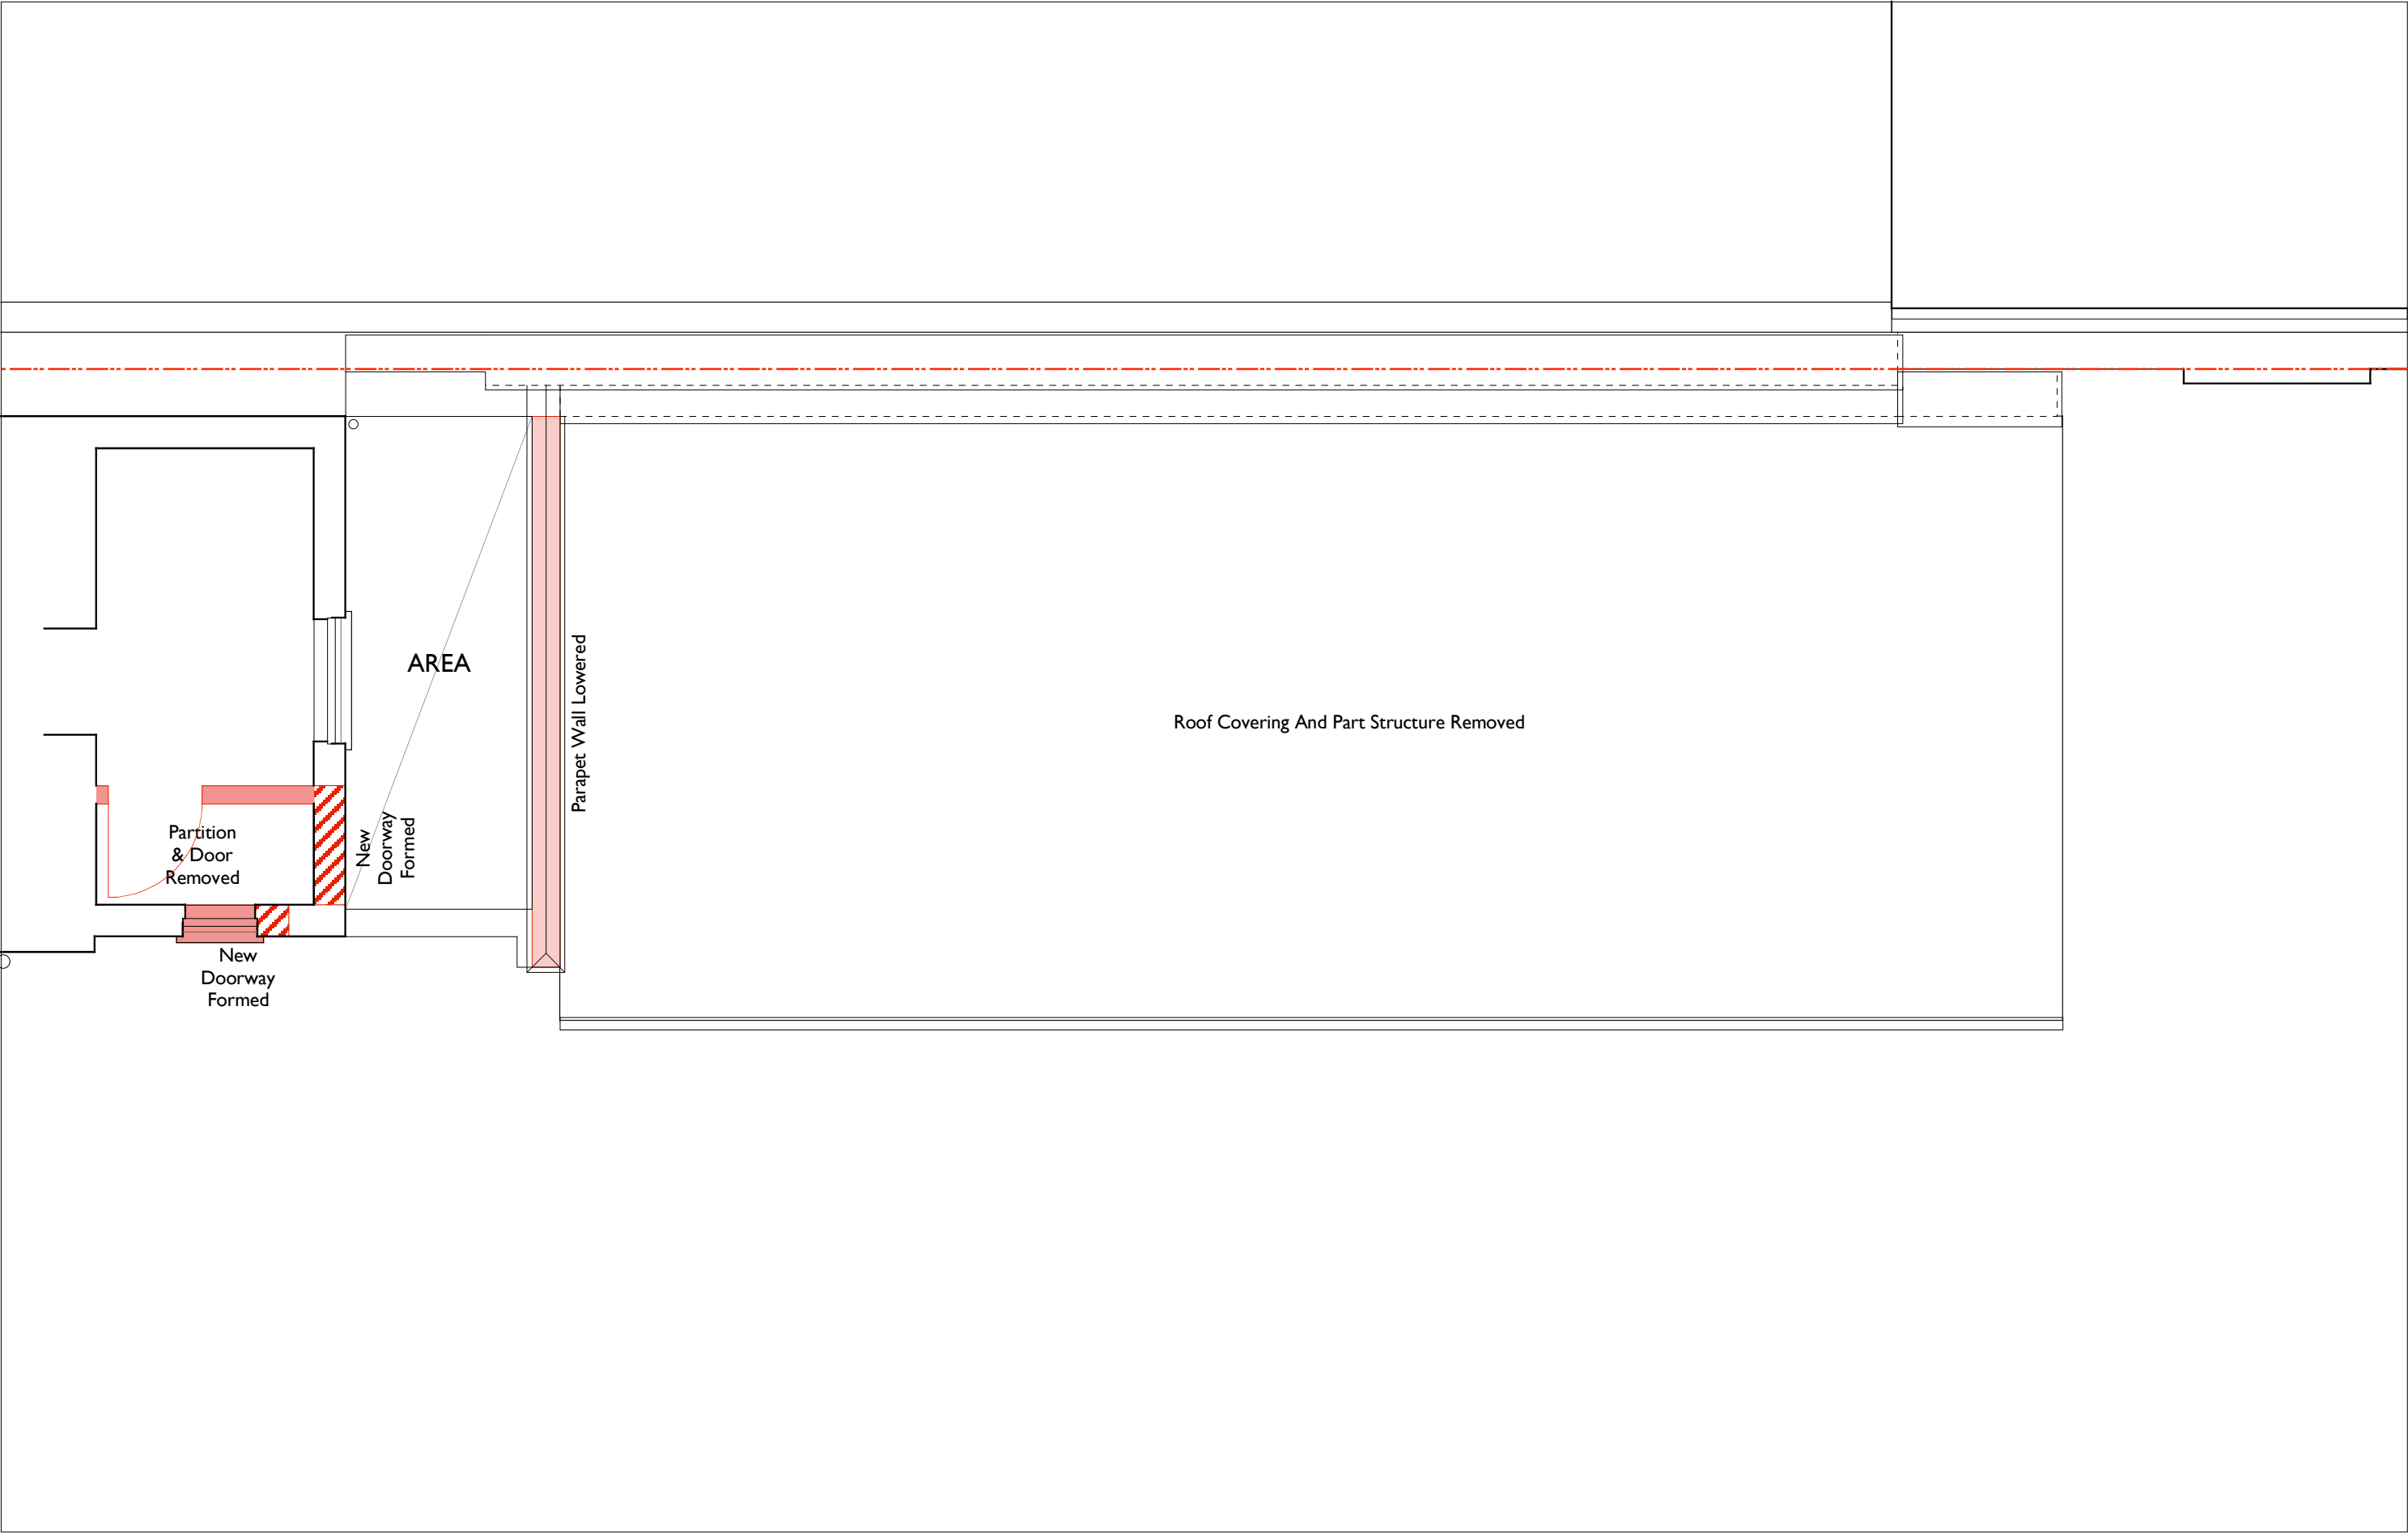 AREA
Parapet Wall Lowered
Roof Covering And Part Structure Removed
New
Doorway
Formed
Partition
& Door
Removed
New
Doorway
Formed